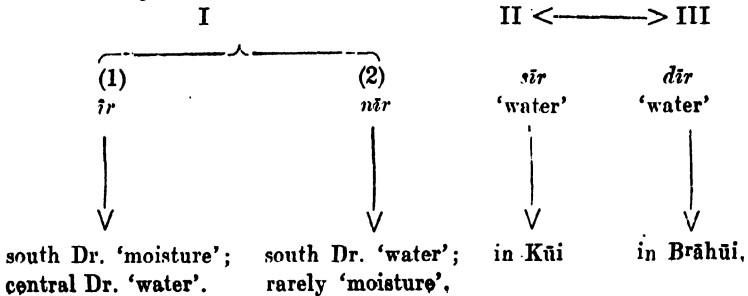 I II <--------> III
(1) (2) sīr dīr
īr nīr 'water' 'water'
south Dr. 'moisture'; south Dr. 'water'; in Kūi in Brāhūi.
central Dr. 'water'. rarely 'moisture'.